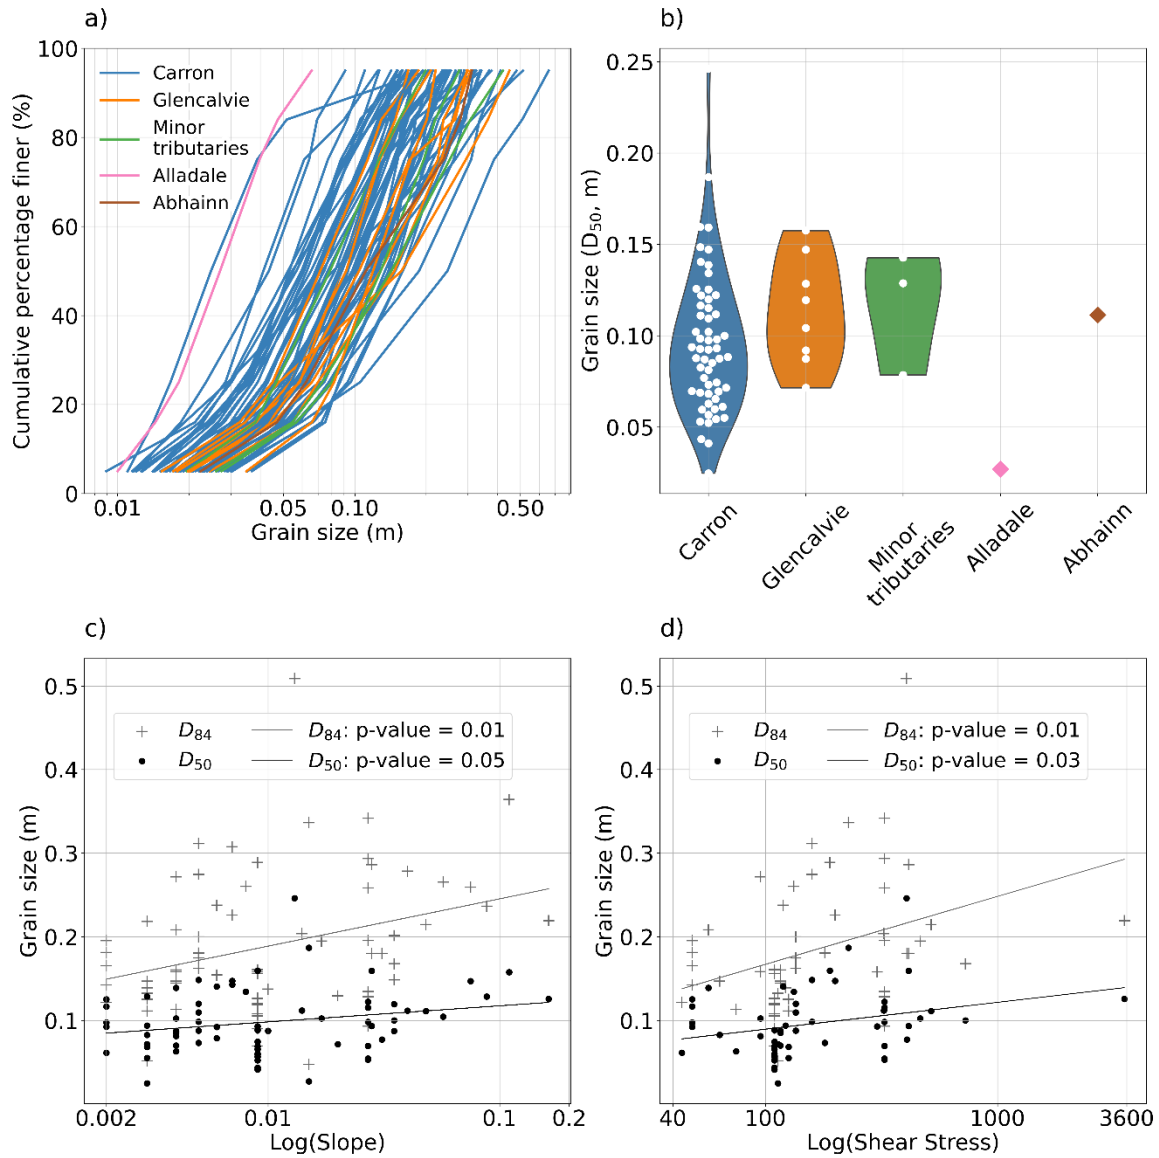 a)
100
80
60
40
20
0
Cumulative percentage finer (%)
Carron
Glencalvie
Minor
tributaries
Alladale
Abhainn
0.01
0.05
0.10
0.50
Grain size (m)
b)
0.25
0.20
0.15
0.10
0.05
Grain size (D50, m)
Carron
Glencalvie
Minor
tributaries
Alladale
Abhainn
c)
0.5
0.4
0.3
0.2
0.1
Grain size (m)
D84
D50
D84: p-value = 0.01
D50: p-value = 0.05
0.002
0.01
0.1
0.2
Log(Slope)
d)
0.5
0.4
0.3
0.2
0.1
Grain size (m)
D84
D50
D84: p-value = 0.01
D50: p-value = 0.03
40
100
1000
3600
Log(Shear Stress)